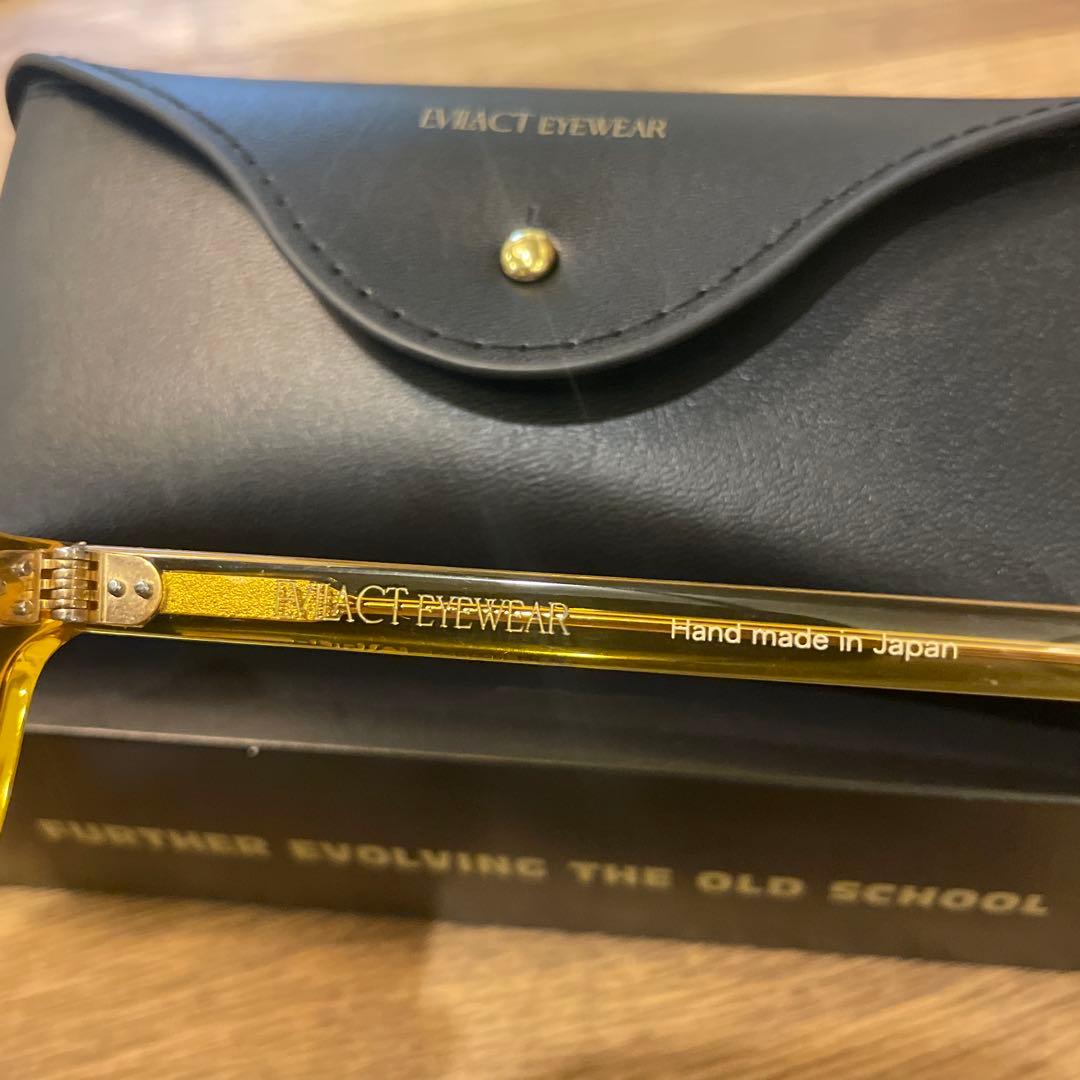 EVILACT EYEWEAR
EVILACT EYEWEAR
Hand made in Japan
FURTHER EVOLVING THE OLD SCHOOL